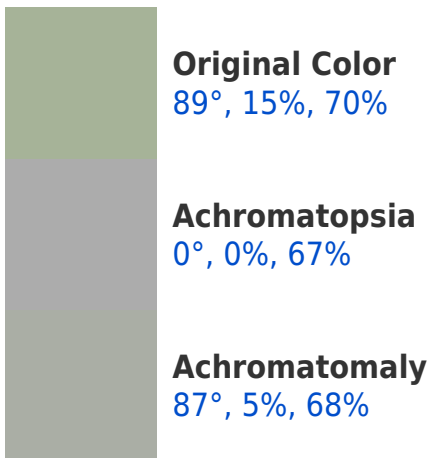 Original Color
89°, 15%, 70%
Achromatopsia
0°, 0%, 67%
Achromatomaly
87°, 5%, 68%